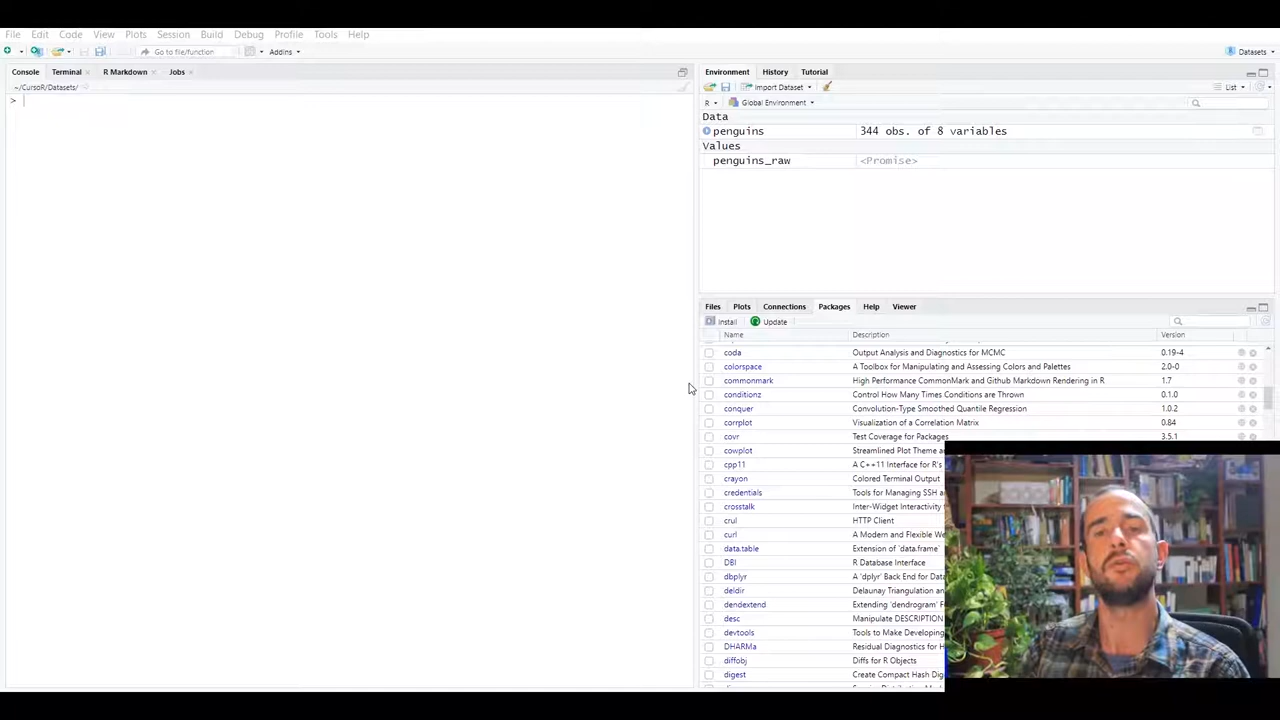 File Edit Code View Plots Session Build Debug Profile Tools Help
Go to file/function Addins Datasets
Console Terminal R Markdown Jobs
~/CursoR/Datasets/
>
Environment History Tutorial
Import Dataset List
R Global Environment
Data
penguins 344 obs. of 8 variables
Values
penguins_raw <Promise>
Files Plots Connections Packages Help Viewer
Install Update
Name Description Version
coda Output Analysis and Diagnostics for MCMC 0.19-4
colorspace A Toolbox for Manipulating and Assessing Colors and Palettes 2.0-0
commonmark High Performance CommonMark and Github Markdown Rendering in R 1.7
conditionz Control How Many Times Conditions are Thrown 0.1.0
conquer Convolution-Type Smoothed Quantile Regression 1.0.2
corrplot Visualization of a Correlation Matrix 0.84
covr Test Coverage for Packages 3.5.1
cowplot Streamlined Plot Theme
cpp11 A C++11 Interface for R's
crayon Colored Terminal Output
credentials Tools for Managing SSH
crosstalk Inter-Widget Interactivity
crul HTTP Client
curl A Modern and Flexible We
data.table Extension of `data.frame`
DBI R Database Interface
dbplyr A 'dplyr' Back End for Data
deldir Delaunay Triangulation an
dendextend Extending 'dendrogram' F
desc Manipulate DESCRIPTION
devtools Tools to Make Developing
DHARMa Residual Diagnostics for H
diffobj Diffs for R Objects
digest Create Compact Hash Dig